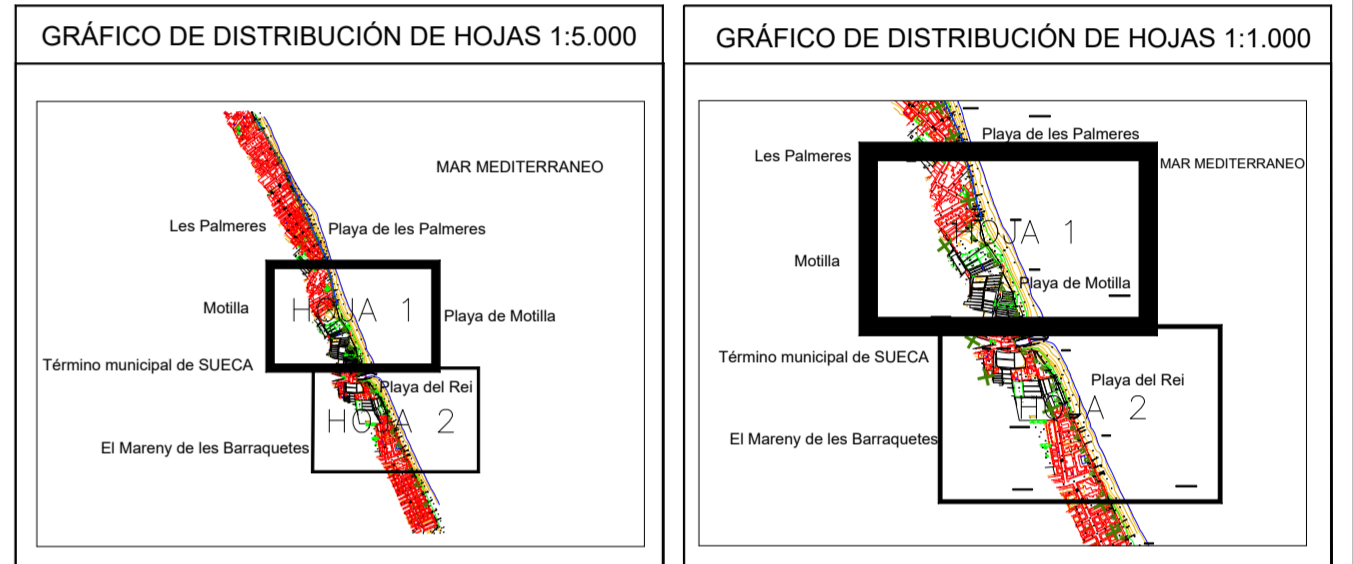 GRÁFICO DE DISTRIBUCIÓN DE HOJAS 1:5.000
MAR MEDITERRANEO
Les Palmeres
Playa de les Palmeres
Motilla
HOJA 1
Playa de Motilla
Término municipal de SUECA
Playa del Rei
HOJA 2
El Mareny de les Barraquetes
GRÁFICO DE DISTRIBUCIÓN DE HOJAS 1:1.000
Playa de les Palmeres
Les Palmeres
MAR MEDITERRANEO
HOJA 1
Motilla
Playa de Motilla
Término municipal de SUECA
Playa del Rei
HOJA 2
El Mareny de les Barraquetes